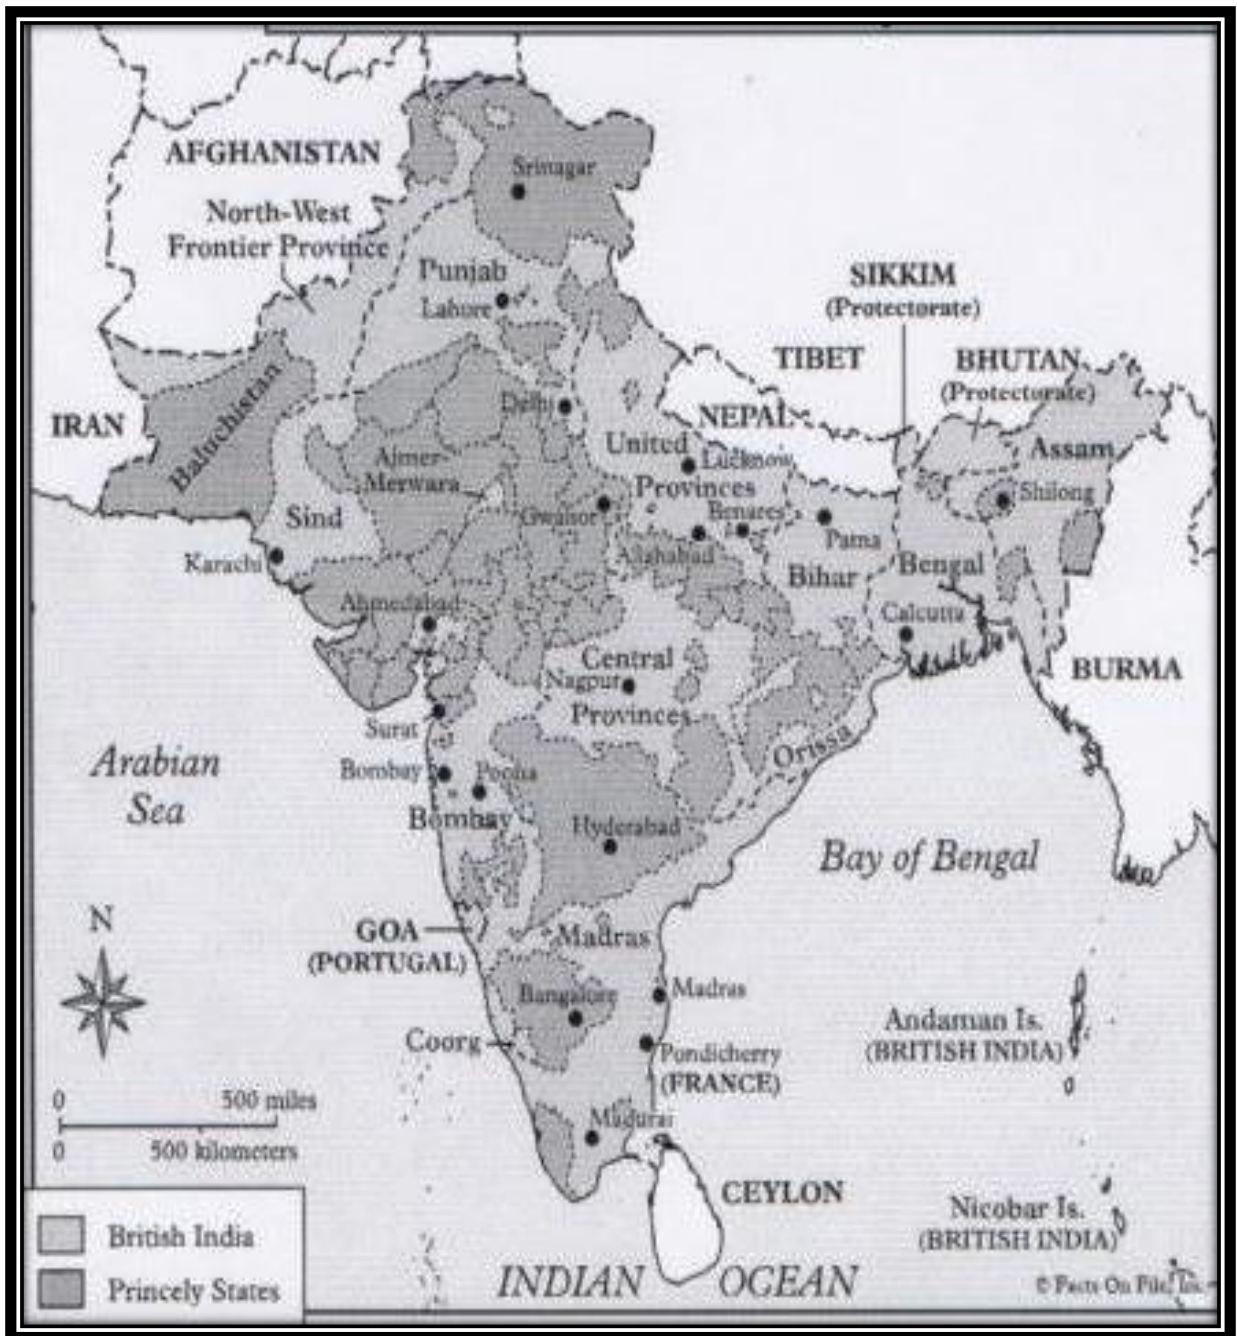 AFGHANISTAN
Srinagar
North-West
Frontier Province
Punjab
Lahore
SIKKIM
(Protectorate)
TIBET
BHUTAN
(Protectorate)
IRAN
Baluchistan
Delhi
NEPAL
United
Provinces
Lucknow
Assam
Ajmer-
Merwara
Sind
Gwalior
Benares
Shilong
Karachi
Allahabad
Patna
Bihar
Bengal
Ahmedabad
Calcutta
Central
Provinces
Nagpur
BURMA
Surat
Orissa
Arabian
Sea
Bombay
Poona
Bombay
Hyderabad
Bay of Bengal
N
GOA
(PORTUGAL)
Madras
Bangalore
Madras
Coorg
Pondicherry
(FRANCE)
Andaman Is.
(BRITISH INDIA)
0 500 miles
0 500 kilometers
Madurai
CEYLON
Nicobar Is.
(BRITISH INDIA)
British India
Princely States
INDIAN OCEAN
© Facts On File, Inc.